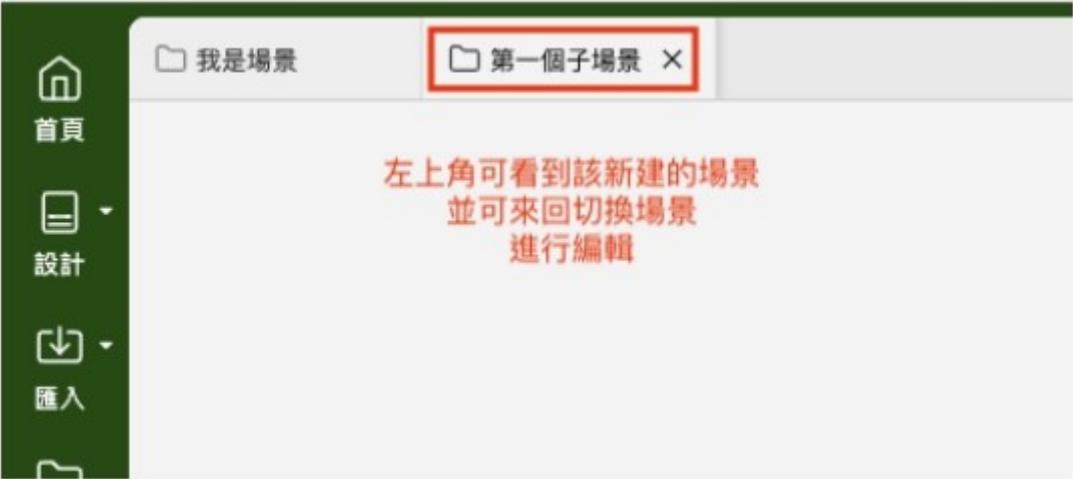 我是場景
第一個子場景
首頁
左上角可看到該新建的場景
並可來回切換場景
進行編輯
設計
匯入